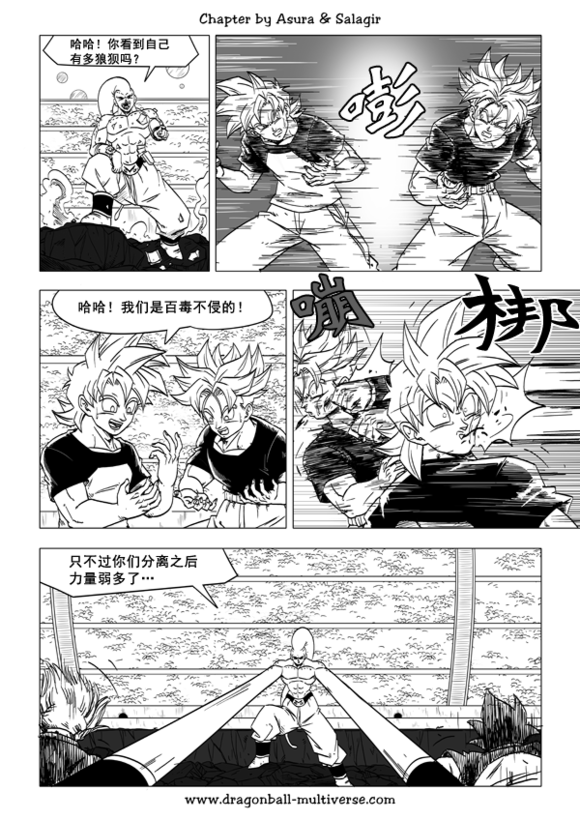 Chapter by Asura & Salagir
哈哈！你看到自己
有多狼狈吗？
嘭
哈哈！我们是百毒不侵的！
嘣
梆
只不过你们分离之后
力量弱多了…
www.dragonball-multiverse.com